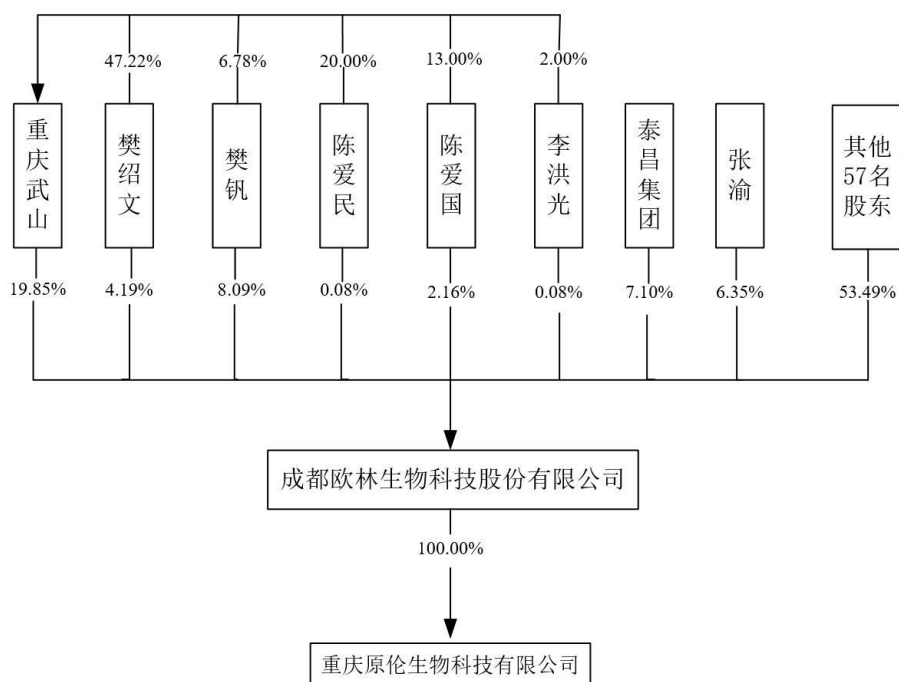 47.22% 6.78% 20.00% 13.00% 2.00%
重庆武山
樊绍文
樊钒
陈爱民
陈爱国
李洪光
泰昌集团
张渝
其他
57名
股东
19.85% 4.19% 8.09% 0.08% 2.16% 0.08% 7.10% 6.35% 53.49%
成都欧林生物科技股份有限公司
100.00%
重庆原伦生物科技有限公司